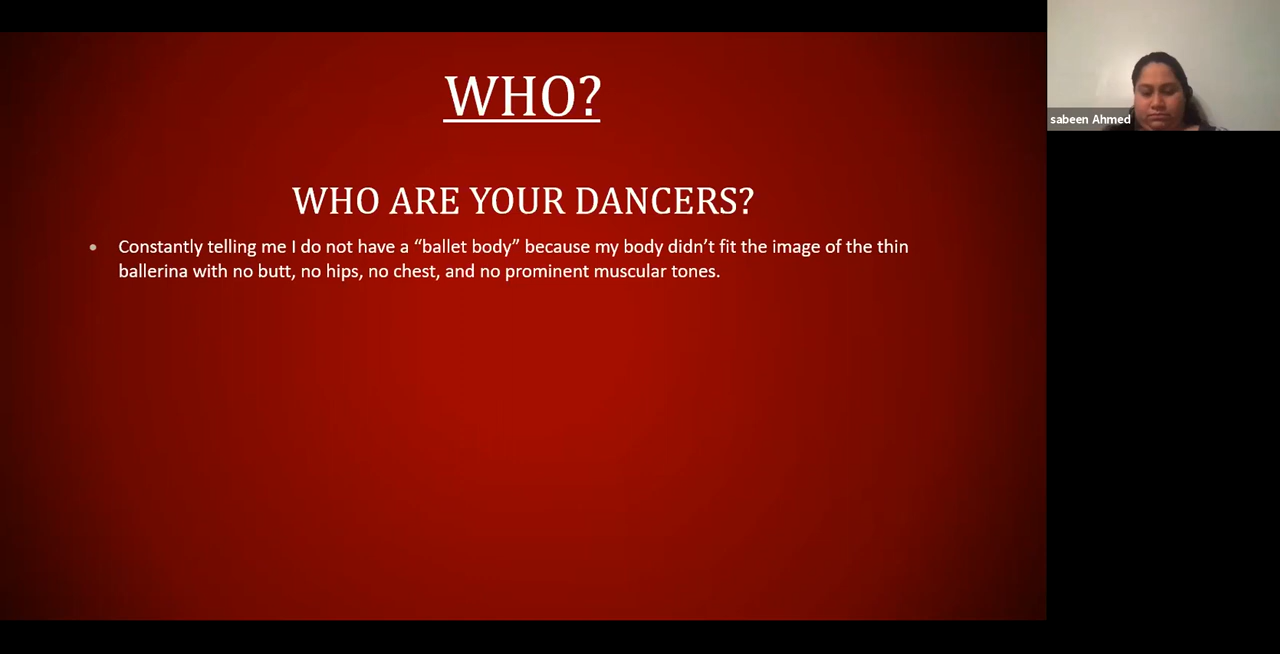 WHO?
WHO ARE YOUR DANCERS?
• Constantly telling me I do not have a “ballet body” because my body didn’t fit the image of the thin
ballerina with no butt, no hips, no chest, and no prominent muscular tones.
sabeen Ahmed